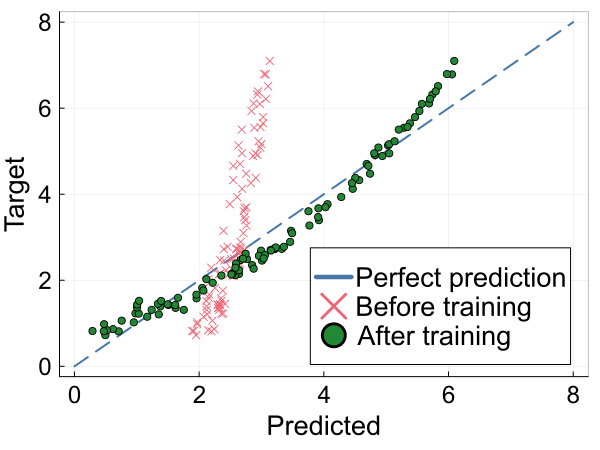 8
6
4
2
0
Target
Perfect prediction
Before training
After training
0 2 4 6 8
Predicted